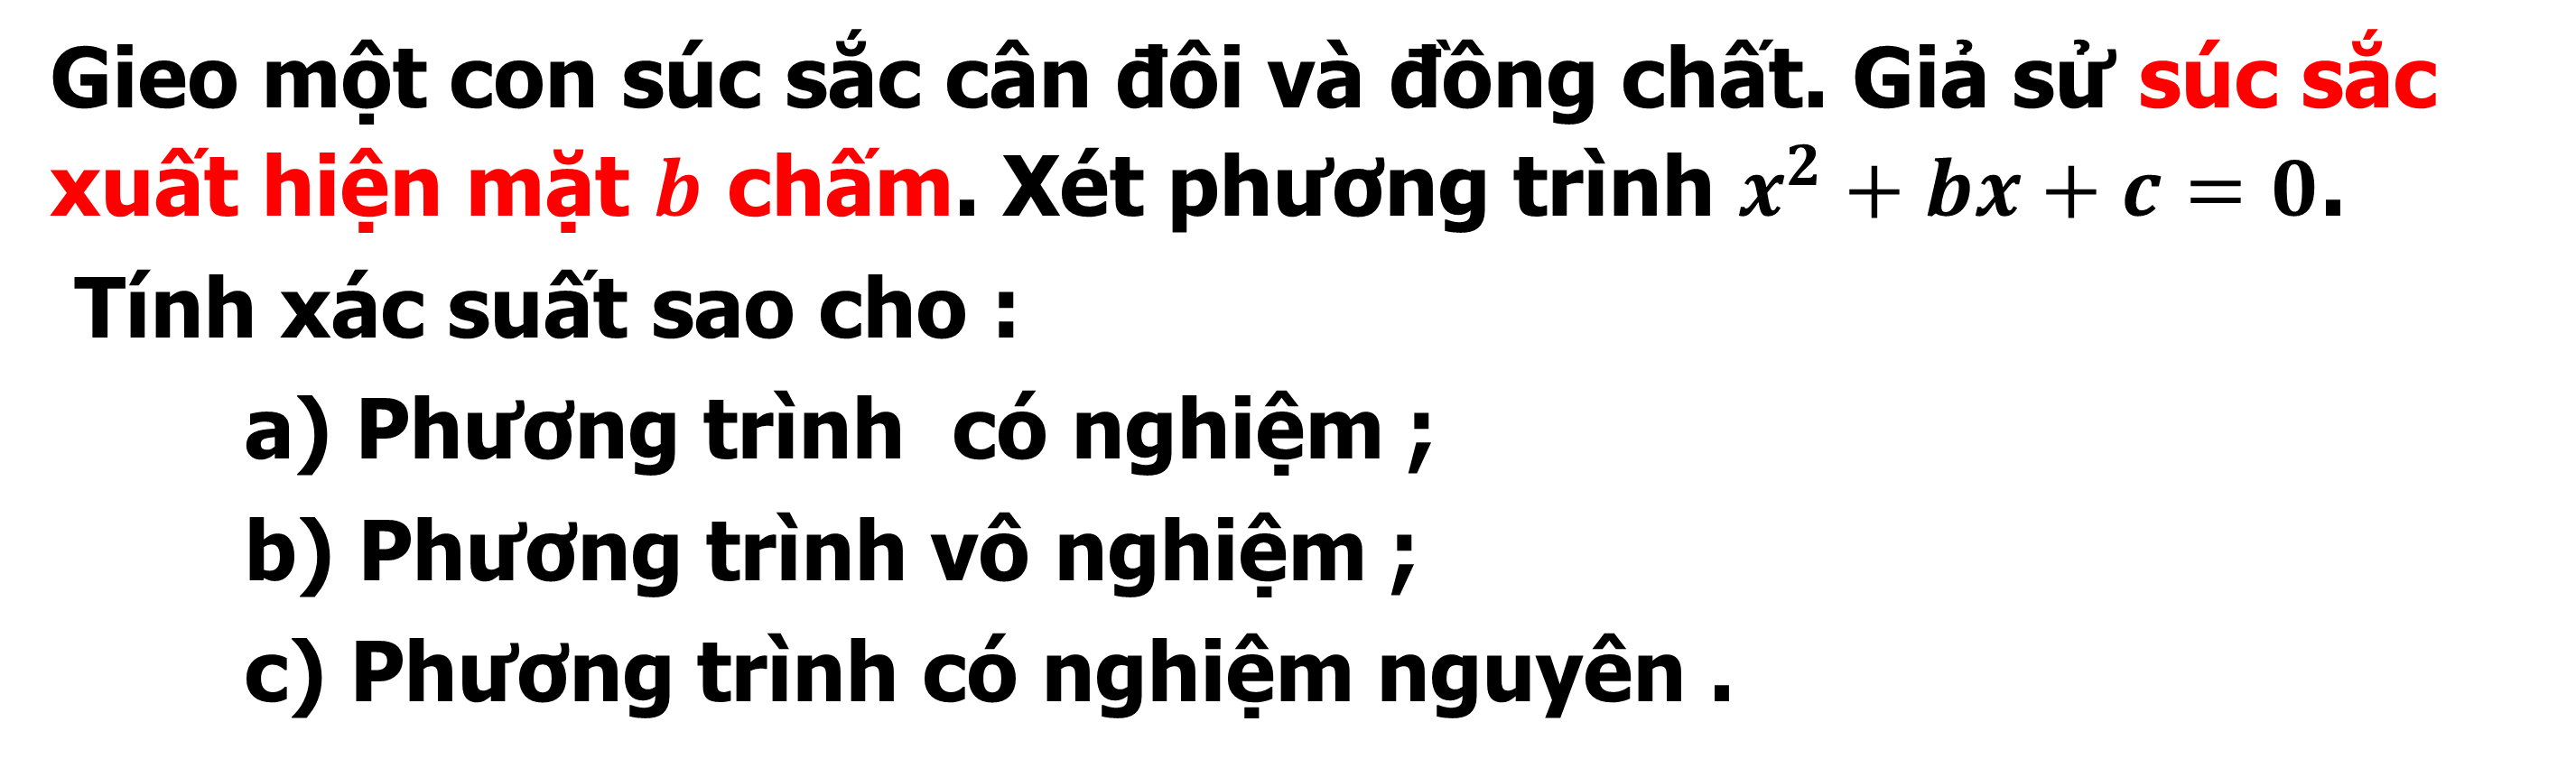 Gieo một con súc sắc cân đôi và đồng chất. Giả sử súc sắc
xuất hiện mặt b chấm. Xét phương trình x² + bx + c = 0.
Tính xác suất sao cho :
a) Phương trình có nghiệm ;
b) Phương trình vô nghiệm ;
c) Phương trình có nghiệm nguyên .